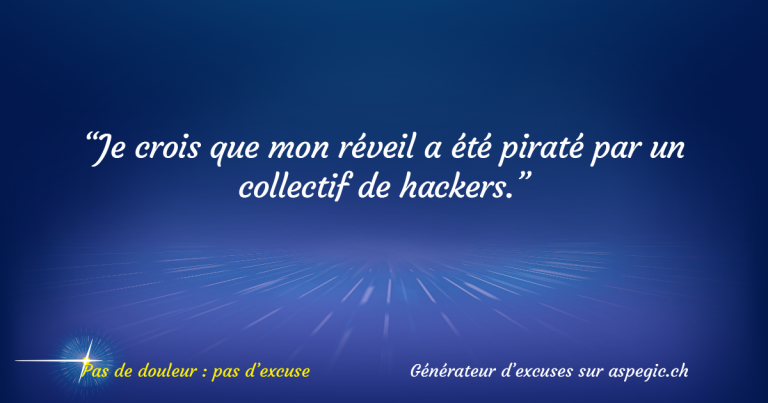 “Je crois que mon réveil a été piraté par un
collectif de hackers.”
Pas de douleur : pas d’excuse
Générateur d’excuses sur aspegic.ch